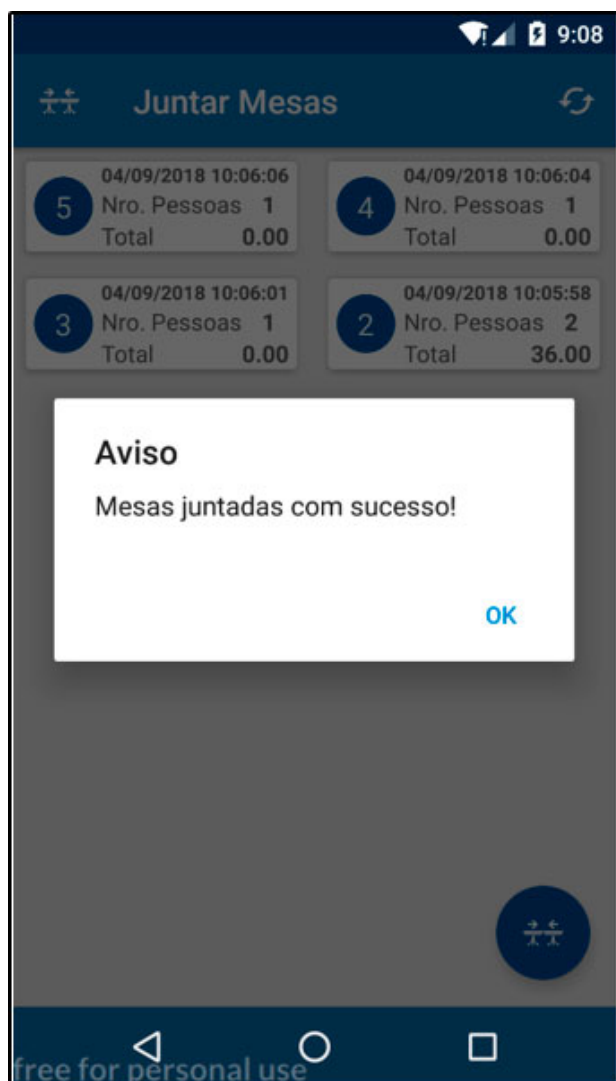 9:08
Juntar Mesas
5
04/09/2018 10:06:06
Nro. Pessoas 1
Total 0.00
4
04/09/2018 10:06:04
Nro. Pessoas 1
Total 0.00
3
04/09/2018 10:06:01
Nro. Pessoas 1
Total 0.00
2
04/09/2018 10:05:58
Nro. Pessoas 2
Total 36.00
Aviso
Mesas juntadas com sucesso!
OK
free for personal use